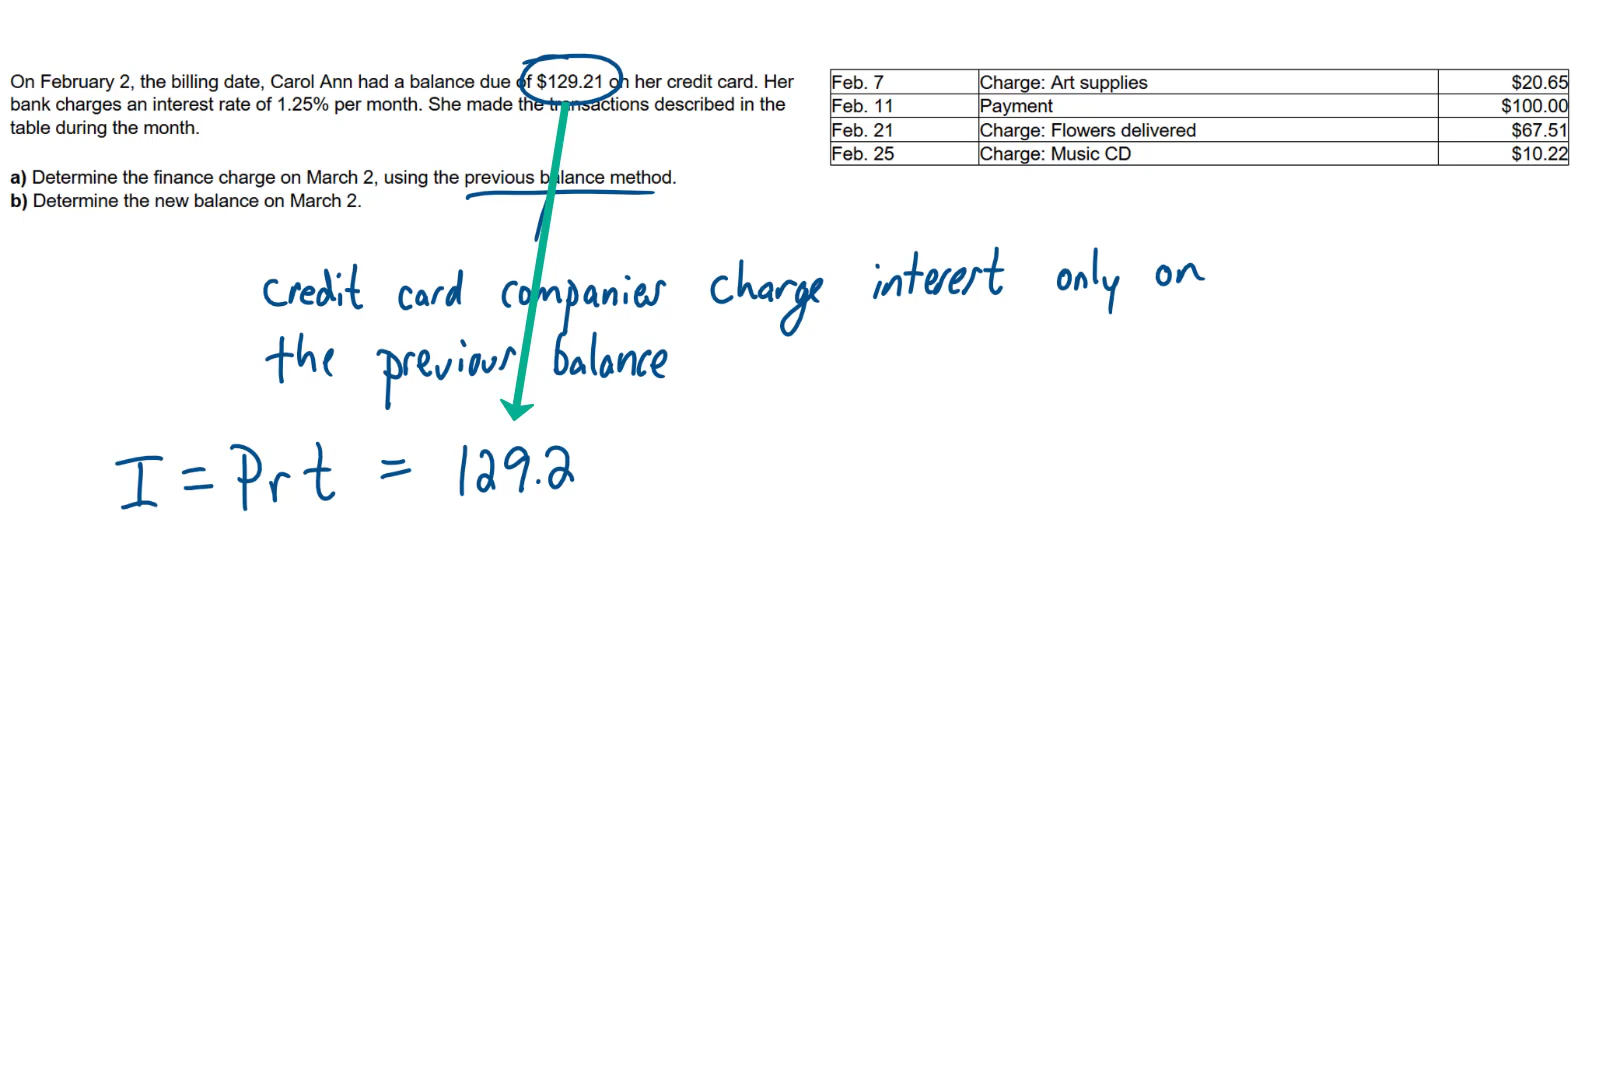 On February 2, the billing date, Carol Ann had a balance due of $129.21 on her credit card. Her
bank charges an interest rate of 1.25% per month. She made the transactions described in the
table during the month.
a) Determine the finance charge on March 2, using the previous balance method.
b) Determine the new balance on March 2.
Feb. 7 Charge: Art supplies $20.65
Feb. 11 Payment $100.00
Feb. 21 Charge: Flowers delivered $67.51
Feb. 25 Charge: Music CD $10.22
credit card companies charge interest only on
the previous balance
I = Prt = 129.2